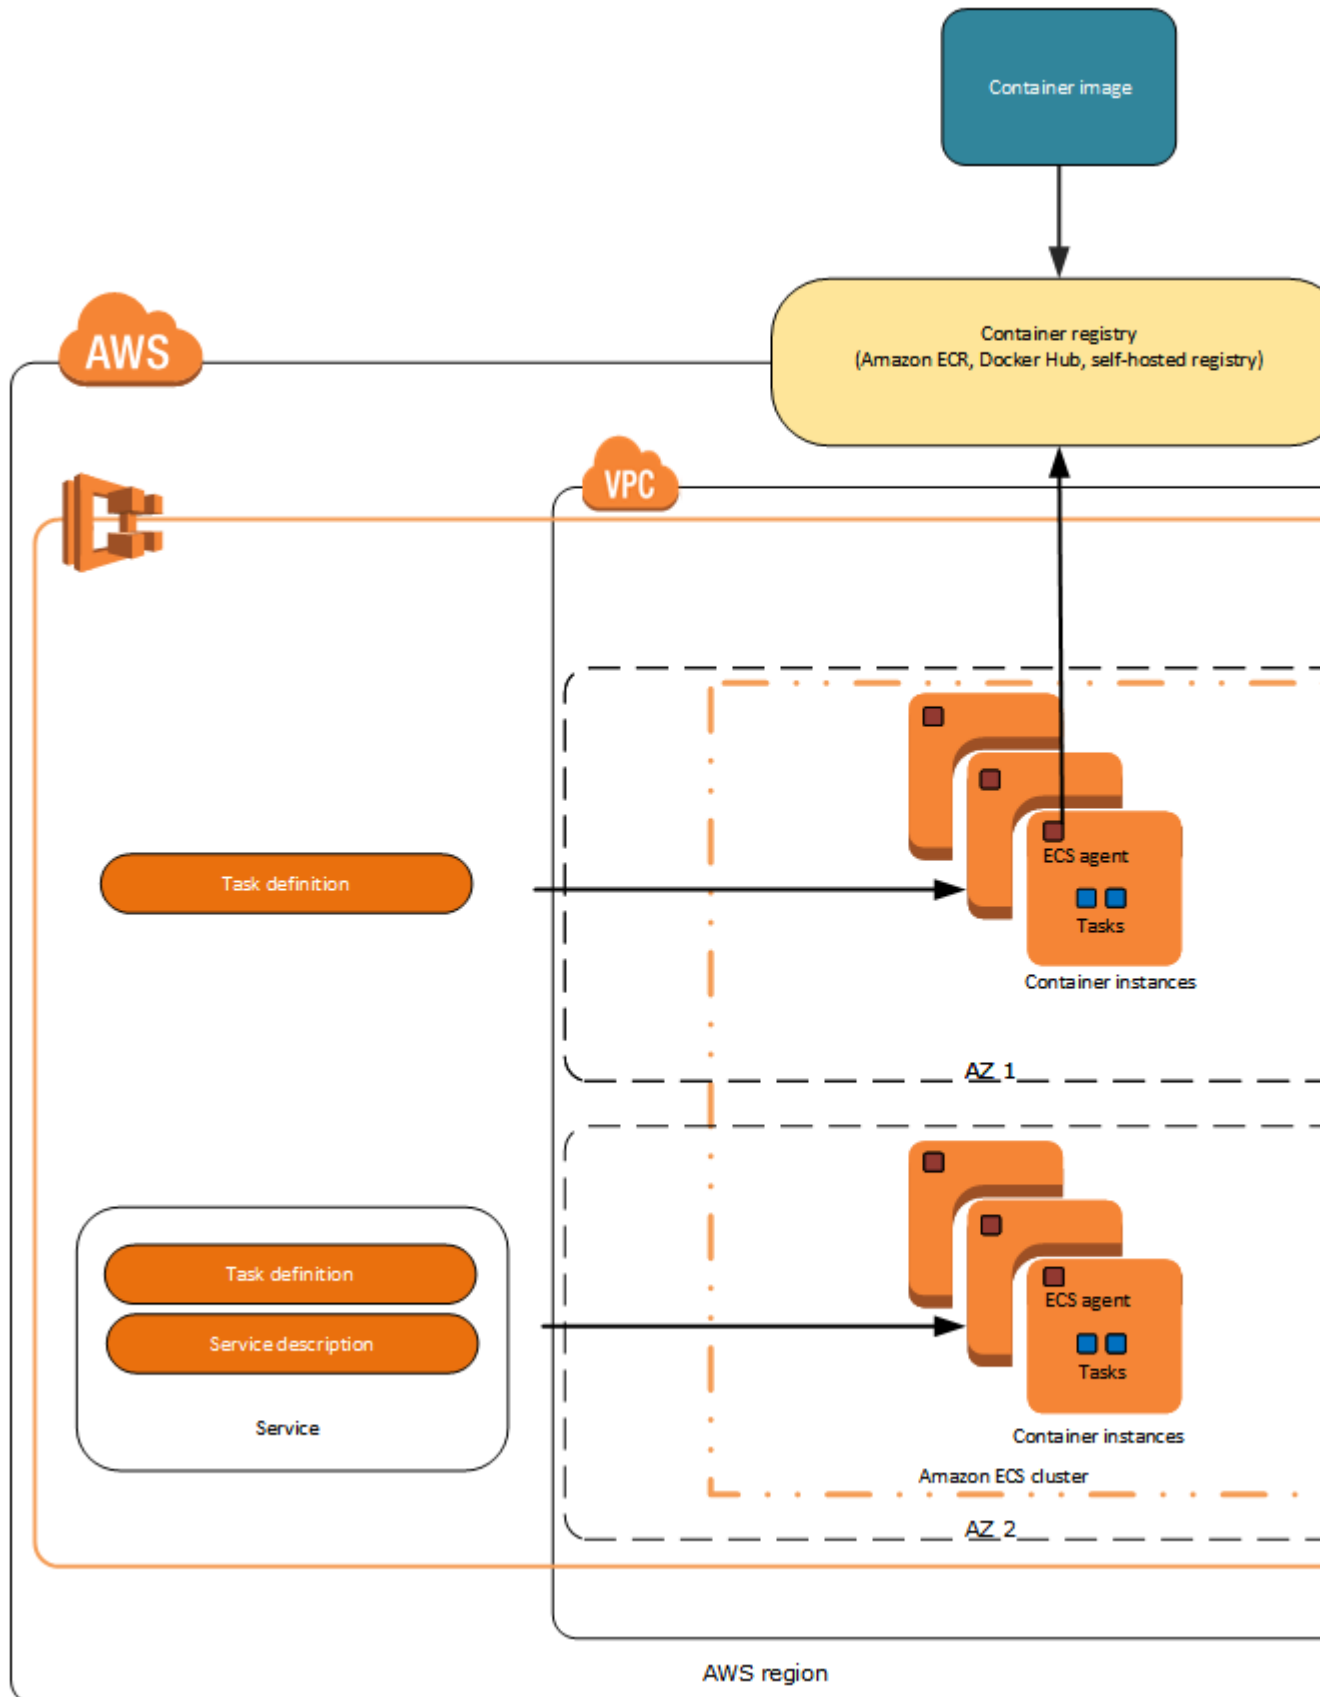 Container image
Container registry
(Amazon ECR, Docker Hub, self-hosted registry)
AWS
VPC
ECS agent
Task definition
Tasks
Container instances
AZ 1
Task definition
ECS agent
Service description
Tasks
Service
Container instances
Amazon ECS cluster
AZ 2
AWS region